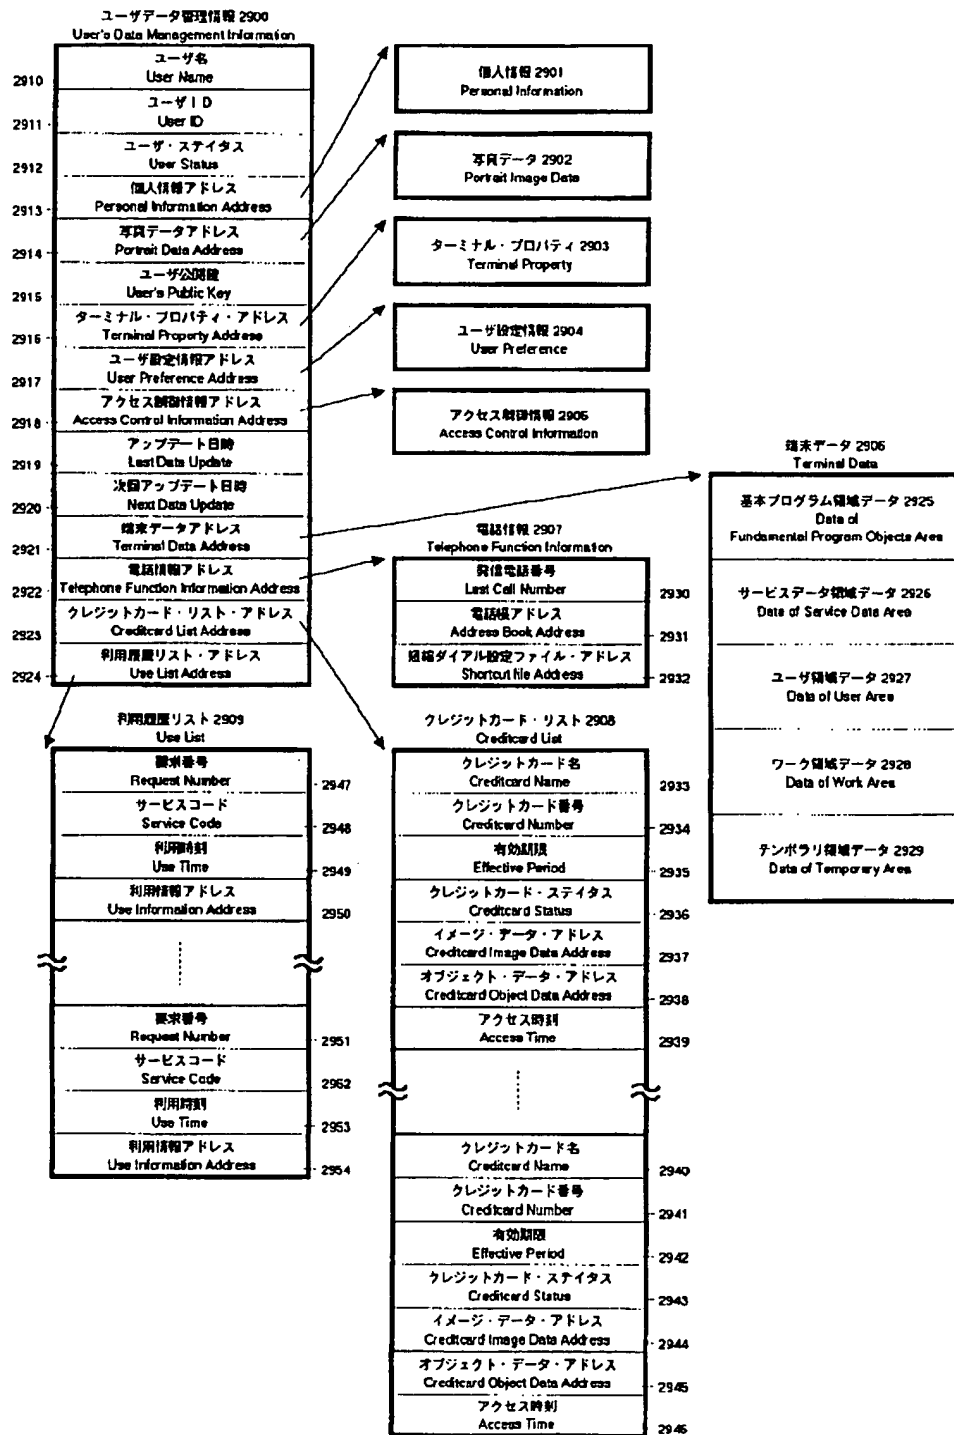 ユーザデータ管理情報 2900
User's Data Management Information
ユーザ名
User Name
2910
ユーザID
User ID
2911
ユーザ・ステイタス
User Status
2912
個人情報アドレス
Personal Information Address
2913
写真データアドレス
Portrait Data Address
2914
ユーザ公開鍵
User's Public Key
2915
ターミナル・プロパティ・アドレス
Terminal Property Address
2916
ユーザ設定情報アドレス
User Preference Address
2917
アクセス制御情報アドレス
Access Control Information Address
2918
アップデート日時
Last Data Update
2919
次回アップデート日時
Next Data Update
2920
端末データアドレス
Terminal Data Address
2921
電話情報アドレス
Telephone Function Information Address
2922
クレジットカード・リスト・アドレス
Creditcard List Address
2923
利用履歴リスト・アドレス
Use List Address
2924
個人情報 2901
Personal Information
写真データ 2902
Portrait Image Data
ターミナル・プロパティ 2903
Terminal Property
ユーザ設定情報 2904
User Preference
アクセス制御情報 2905
Access Control Information
端末データ 2906
Terminal Data
基本プログラム領域データ 2925
Data of
Fundamental Program Objects Area
サービスデータ領域データ 2926
Data of Service Data Area
ユーザ領域データ 2927
Data of User Area
ワーク領域データ 2928
Data of Work Area
テンポラリ領域データ 2929
Data of Temporary Area
電話情報 2907
Telephone Function Information
発信電話番号
Last Call Number
2930
電話帳アドレス
Address Book Address
2931
短縮ダイアル設定ファイル・アドレス
Shortcut file Address
2932
利用履歴リスト 2909
Use List
要求番号
Request Number
2947
サービスコード
Service Code
2948
利用時刻
Use Time
2949
利用情報アドレス
Use Information Address
2950
要求番号
Request Number
2951
サービスコード
Service Code
2952
利用時刻
Use Time
2953
利用情報アドレス
Use Information Address
2954
クレジットカード・リスト 2908
Creditcard List
クレジットカード名
Creditcard Name
2933
クレジットカード番号
Creditcard Number
2934
有効期限
Effective Period
2935
クレジットカード・ステイタス
Creditcard Status
2936
イメージ・データ・アドレス
Creditcard Image Data Address
2937
オブジェクト・データ・アドレス
Creditcard Object Data Address
2938
アクセス時刻
Access Time
2939
クレジットカード名
Creditcard Name
2940
クレジットカード番号
Creditcard Number
2941
有効期限
Effective Period
2942
クレジットカード・ステイタス
Creditcard Status
2943
イメージ・データ・アドレス
Creditcard Image Data Address
2944
オブジェクト・データ・アドレス
Creditcard Object Data Address
2945
アクセス時刻
Access Time
2946